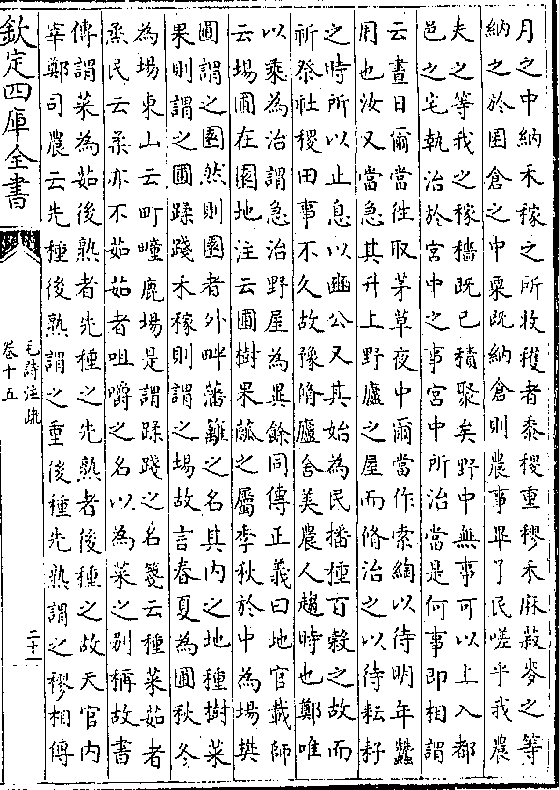 月之中納禾稼之所收穫者黍稷重穋禾麻菽麥之等
納之於囷倉之中粟既納倉則農事畢了民嗟乎我農
夫之等我之稼穡既已積聚矣野中無事可以上入都
邑之宅執治於宮中之事宮中所治當是何事即相謂
云晝日爾當往取茅草夜中爾當作索綯以待明年蠶
用也汝又當急其升上野廬之屋而脩治之以待耘耔
之時所以止息以豳公又其始為民播種百穀之故而
祈祭社稷田事不久故豫脩廬舍美農人趨時也鄭唯
以乘為治謂急治野屋為異餘同傳正義曰地官載師
云場圃在園地注云圃樹果蓏之屬季秋於中為場樊
圃謂之園然則園者外畔藩籬之名其内之地種樹菜
果則謂之圃蹂踐禾稼則謂之場故言春夏為圃秋冬
為場東山云町畽鹿場是謂蹂踐之名箋云種菜茹者
烝民云柔亦不茹茹者咀嚼之名以為菜之别稱故書
傳謂菜為茹後熟者先種之先熟者後種之故天官内
宰鄭司農云先種後熟謂之重後種先熟謂之穋相傳
欽定四庫全書
毛詩注疏
卷十五
二十一